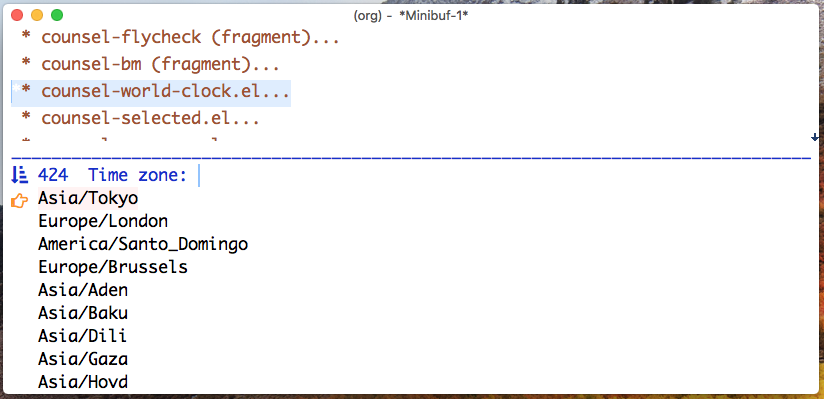 (org) - *Minibuf-1*
* counsel-flycheck (fragment)...
* counsel-bm (fragment)...
* counsel-world-clock.el...
* counsel-selected.el...
424 Time zone:
Asia/Tokyo
Europe/London
America/Santo_Domingo
Europe/Brussels
Asia/Aden
Asia/Baku
Asia/Dili
Asia/Gaza
Asia/Hovd